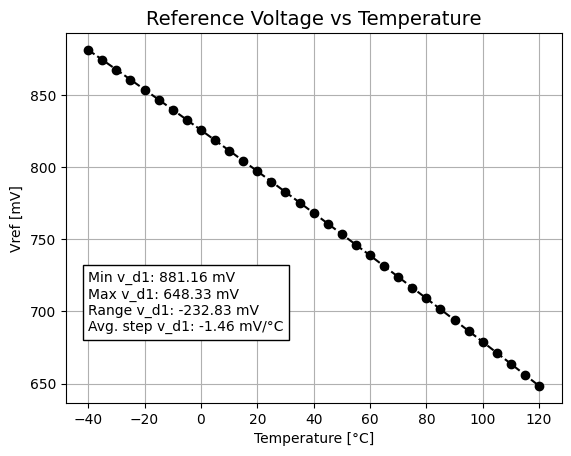 Reference Voltage vs Temperature
Vref [mV]
850
800
750
700
650
Min v_d1: 881.16 mV
Max v_d1: 648.33 mV
Range v_d1: -232.83 mV
Avg. step v_d1: -1.46 mV/°C
−40
−20
0
20
40
60
80
100
120
Temperature [°C]